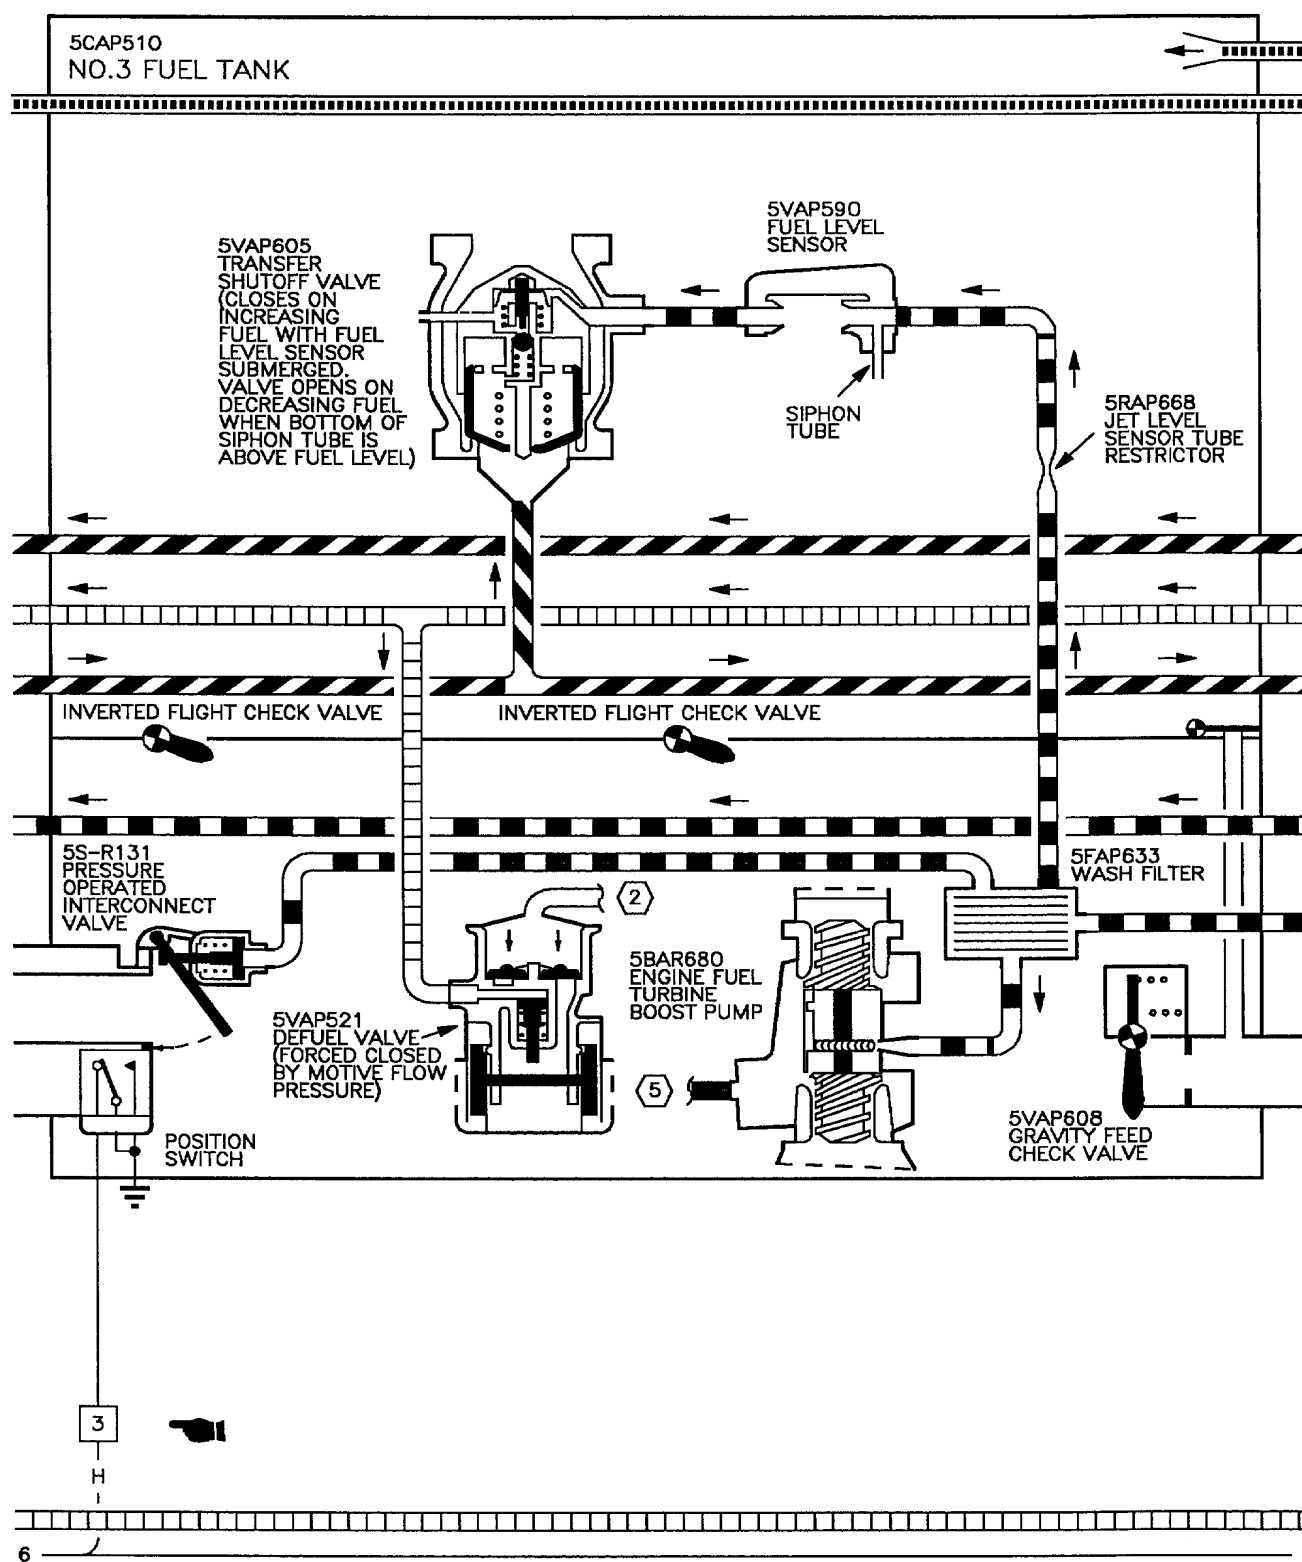 5CAP510
NO.3 FUEL TANK
5VAP590
FUEL LEVEL
SENSOR
5VAP605
TRANSFER
SHUTOFF VALVE
(CLOSES ON
INCREASING
FUEL WITH FUEL
LEVEL SENSOR
SUBMERGED.
VALVE OPENS ON
DECREASING FUEL
WHEN BOTTOM OF
SIPHON TUBE IS
ABOVE FUEL LEVEL)
SIPHON
TUBE
5RAP668
JET LEVEL
SENSOR TUBE
RESTRICTOR
INVERTED FLIGHT CHECK VALVE
INVERTED FLIGHT CHECK VALVE
5S-R131
PRESSURE
OPERATED
INTERCONNECT
VALVE
5FAP633
WASH FILTER
2
5BAR680
ENGINE FUEL
TURBINE
BOOST PUMP
5VAP521
DEFUEL VALVE
(FORCED CLOSED
BY MOTIVE FLOW
PRESSURE)
5
5VAP608
GRAVITY FEED
CHECK VALVE
POSITION
SWITCH
3
H
6